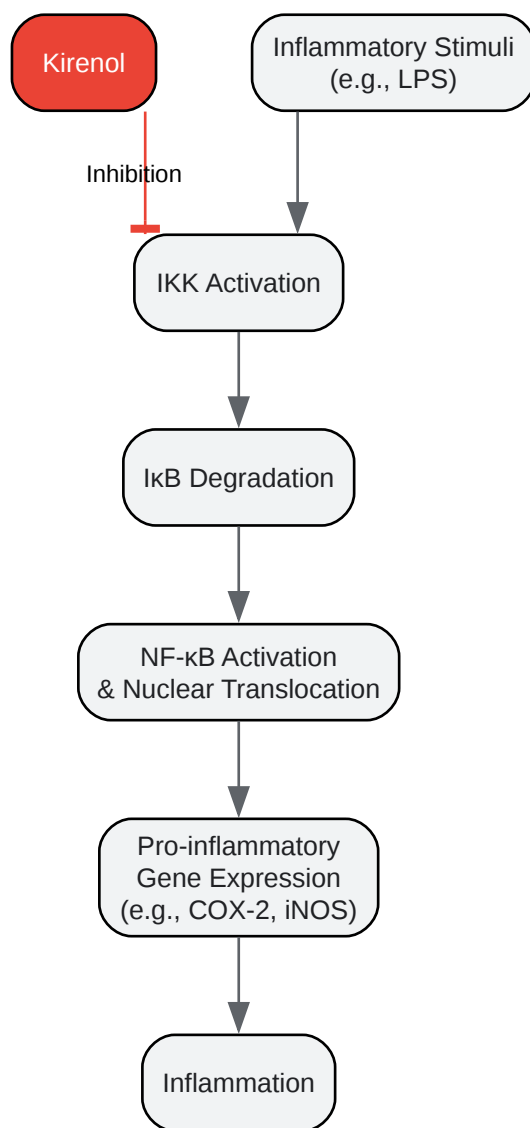 Kirenol
Inflammatory Stimuli
(e.g., LPS)
Inhibition
IKK Activation
IκB Degradation
NF-κB Activation
& Nuclear Translocation
Pro-inflammatory
Gene Expression
(e.g., COX-2, iNOS)
Inflammation